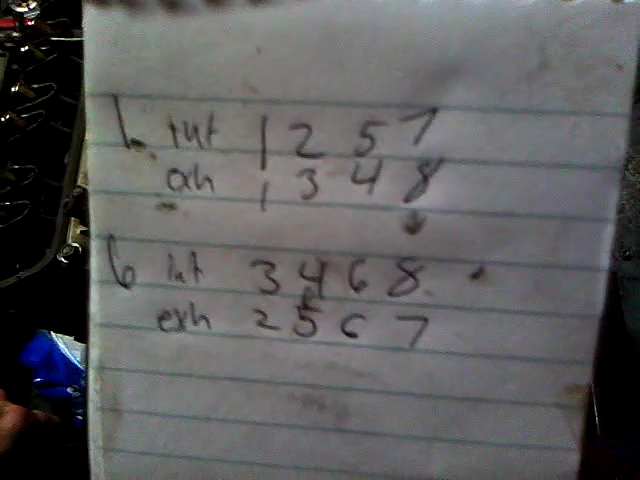 1. int 1 2 5 7
exh 1 3 4 8
6 int 3 4 6 8
exh 2 5 6 7